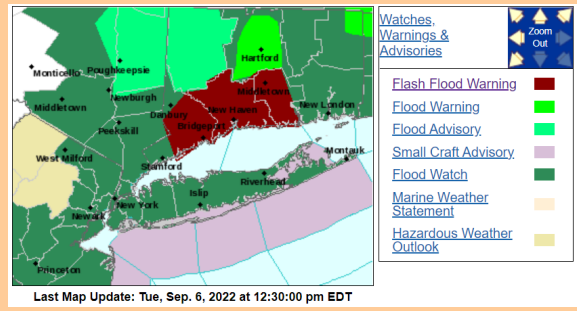 Watches,
Warnings &
Advisories
Zoom
Out
Flash Flood Warning
Flood Warning
Flood Advisory
Small Craft Advisory
Flood Watch
Marine Weather
Statement
Hazardous Weather
Outlook
Hartford
Monticello
Poughkeepsie
Middletown
Newburgh
Middletown
Danbury
New Haven
New London
Peekskill
Bridgeport
West Milford
Stamford
Montauk
Riverhead
Islip
New York
Newark
Princeton
Last Map Update: Tue, Sep. 6, 2022 at 12:30:00 pm EDT